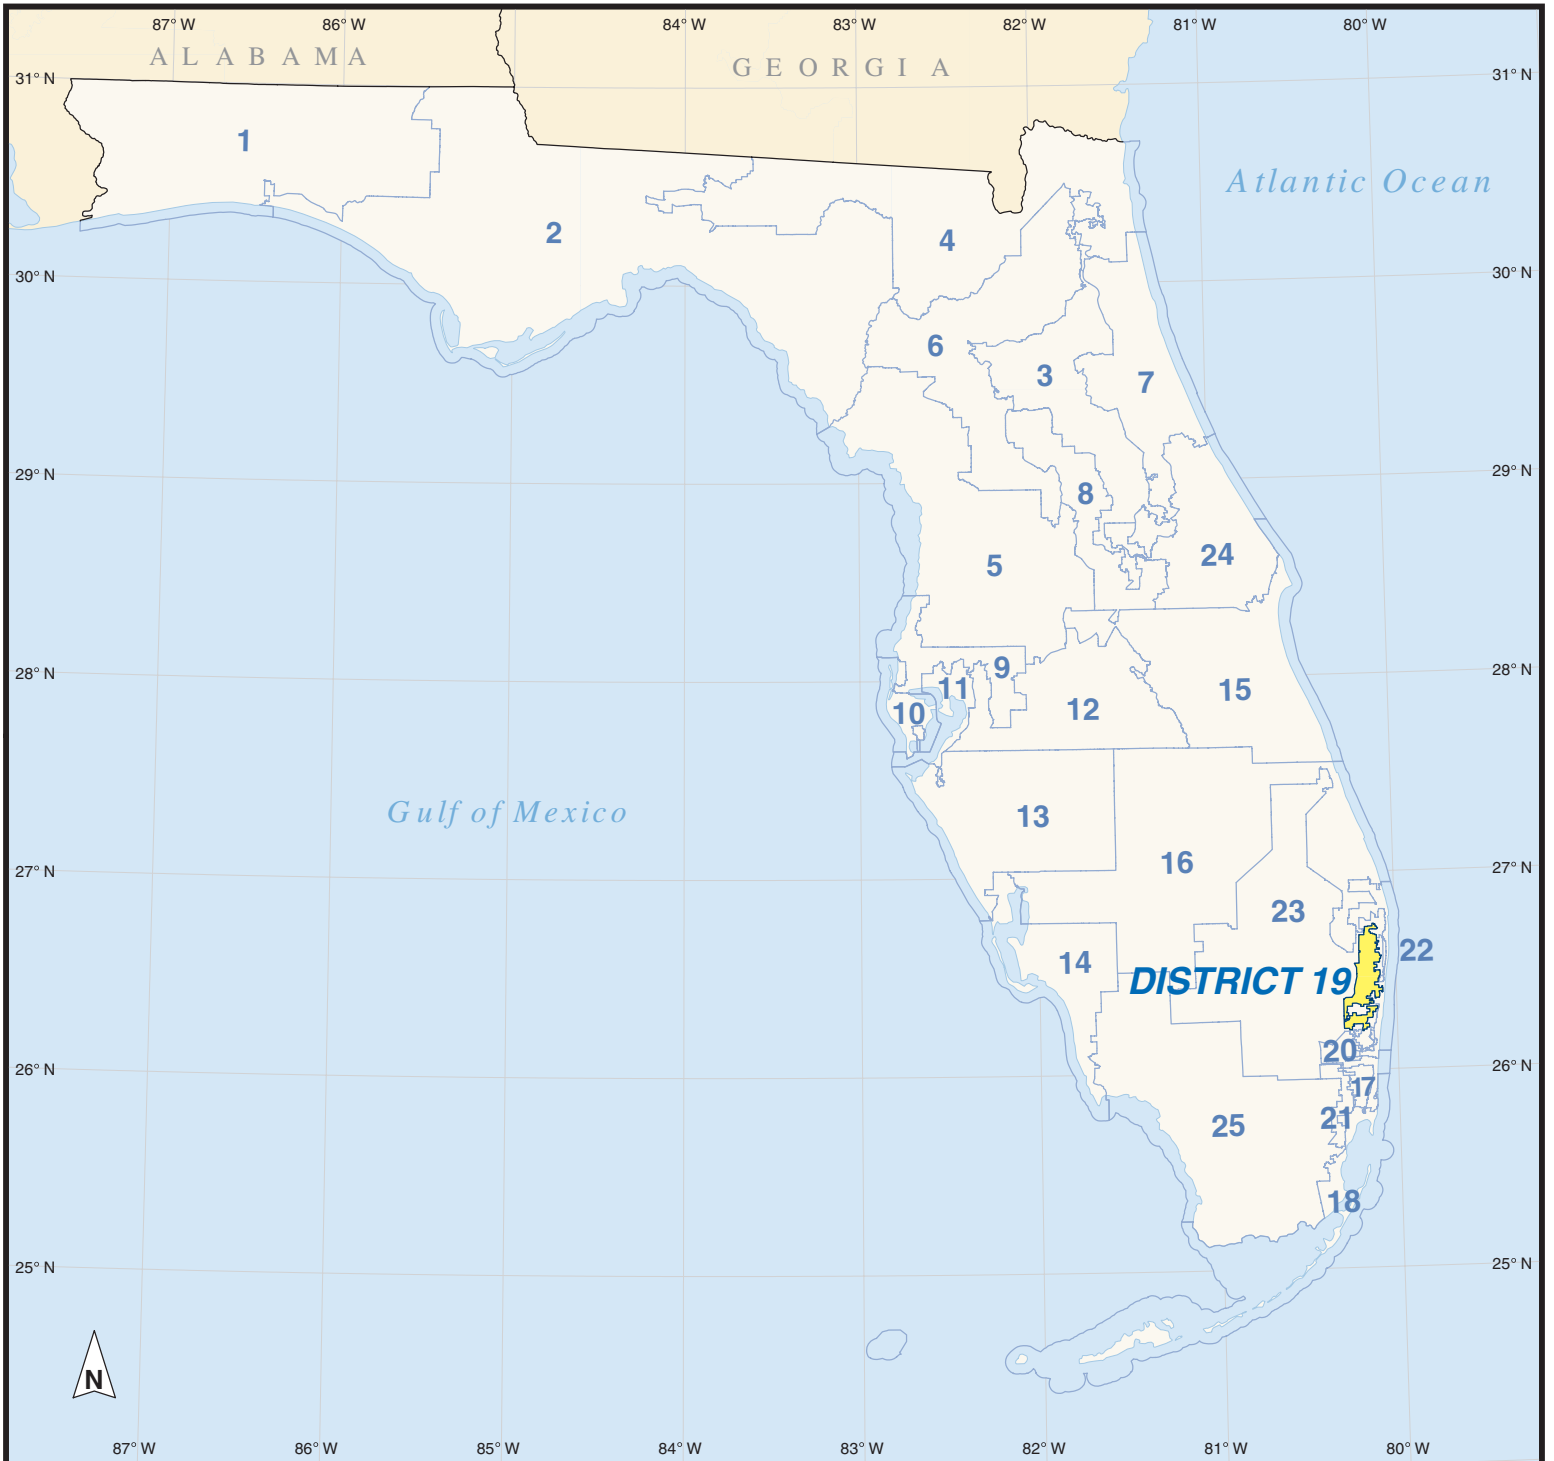 87° W 86° W 84° W 83° W 82° W 81° W 80° W
ALABAMA
GEORGIA
31° N 31° N
1
Atlantic Ocean
2
4
30° N 30° N
6
3
7
29° N 29° N
8
24
5
28° N 28° N
9
11
15
10
12
Gulf of Mexico
13
16
27° N 27° N
23
22
14
DISTRICT 19
20
26° N 26° N
17
21
25
18
25° N 25° N
N
87° W 86° W 85° W 84° W 83° W 82° W 81° W 80° W